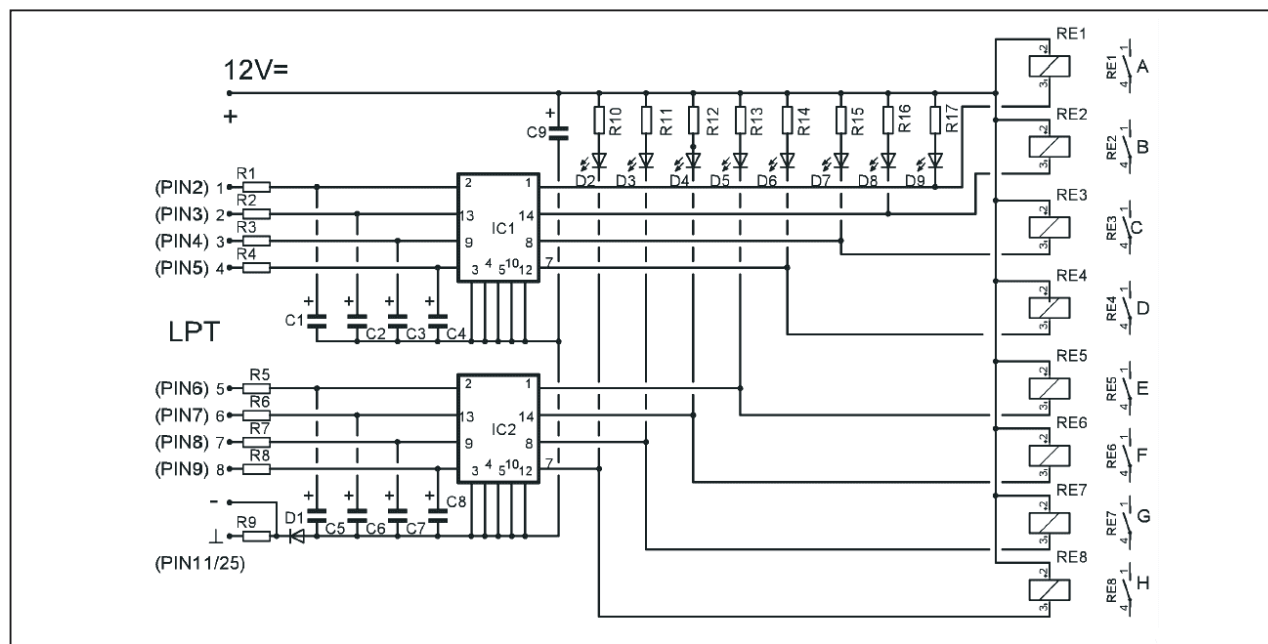 12V=
+
+
C9
R10
R11
R12
R13
R14
R15
R16
R17
D2
D3
D4
D5
D6
D7
D8
D9
(PIN2) 1 R1
(PIN3) 2 R2
(PIN4) 3 R3
(PIN5) 4 R4
2 1
13 14
IC1
9 8
3 4 5 10 12 7
+ C1
+ C2
+ C3
+ C4
LPT
(PIN6) 5 R5
(PIN7) 6 R6
(PIN8) 7 R7
(PIN9) 8 R8
2 1
13 14
IC2
9 8
3 4 5 10 12 7
-
⊥ R9 D1
+ C5
+ C6
+ C7
+ C8
(PIN11/25)
RE1 2 3 RE1 1 4 A
RE2 2 3 RE2 1 4 B
RE3 2 3 RE3 1 4 C
RE4 2 3 RE4 1 4 D
RE5 2 3 RE5 1 4 E
RE6 2 3 RE6 1 4 F
RE7 2 3 RE7 1 4 G
RE8 2 3 RE8 1 4 H